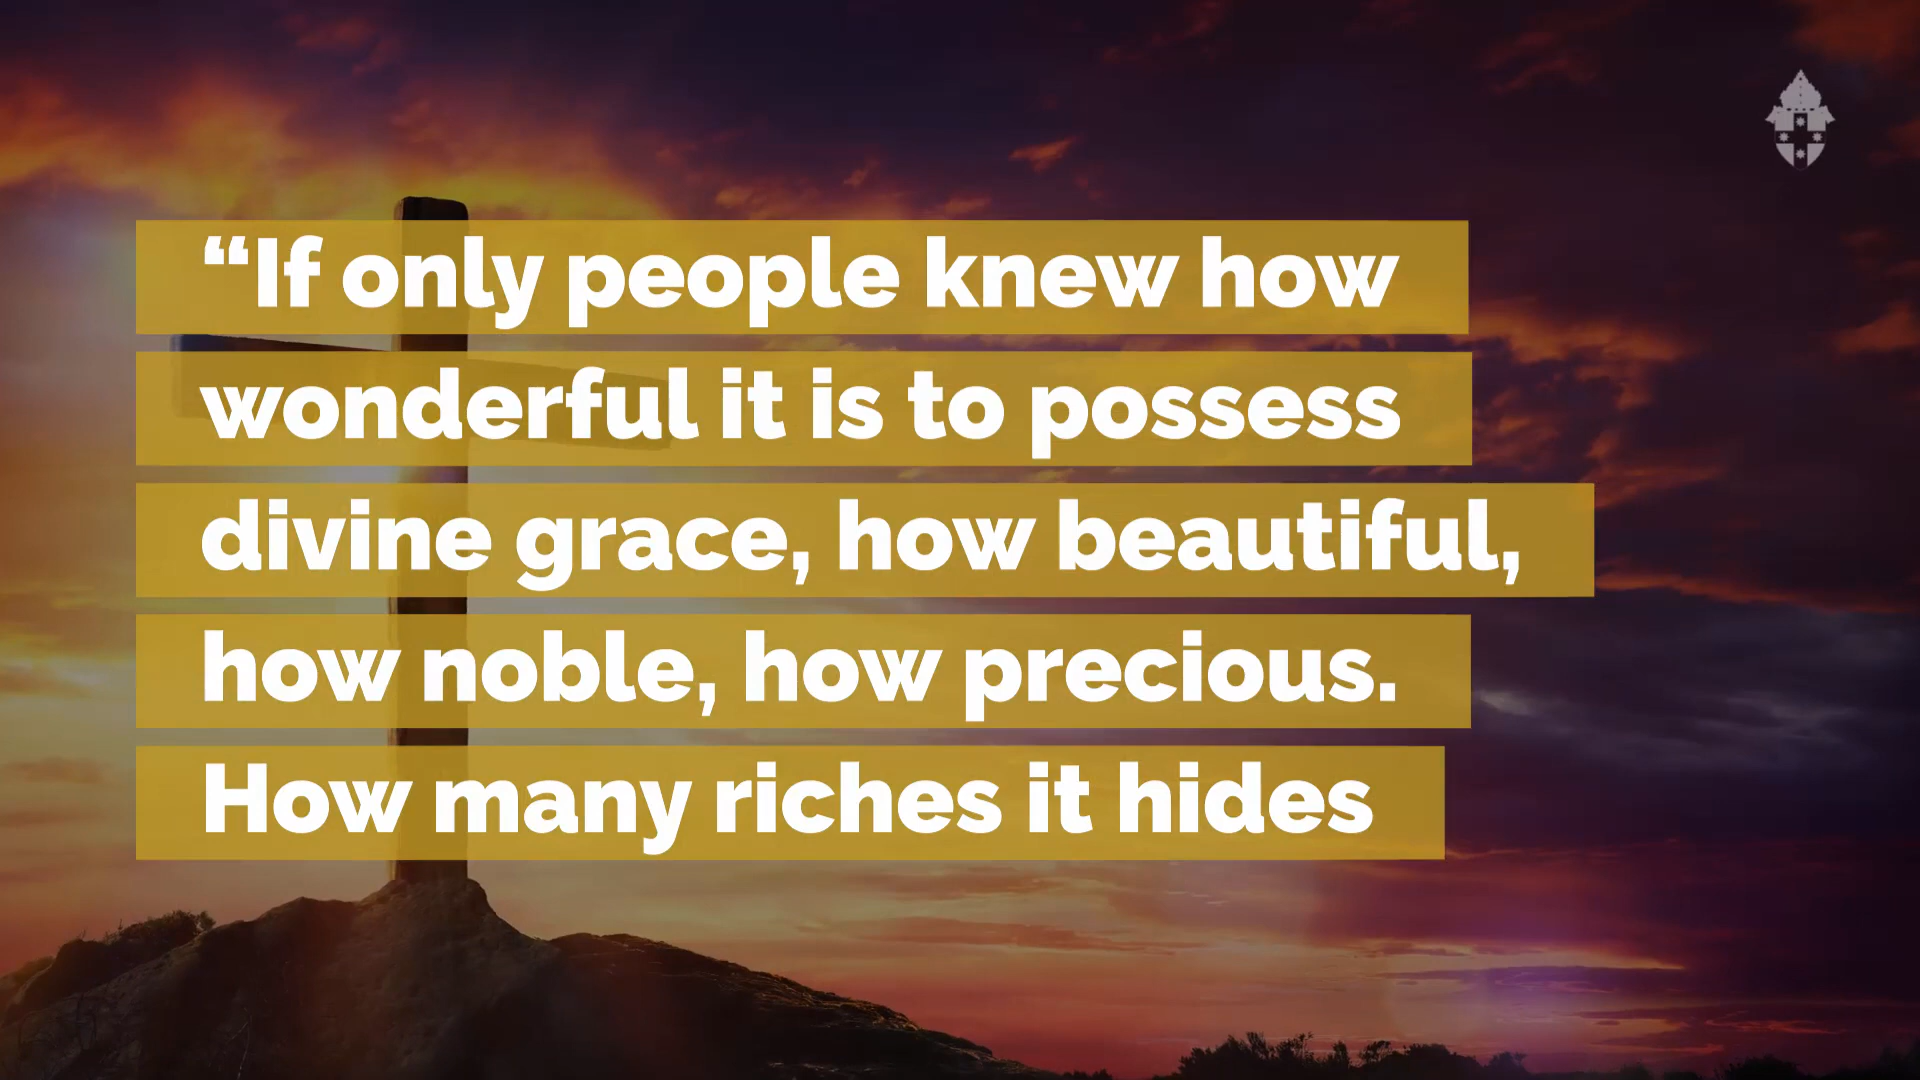 “If only people knew how
wonderful it is to possess
divine grace, how beautiful,
how noble, how precious.
How many riches it hides